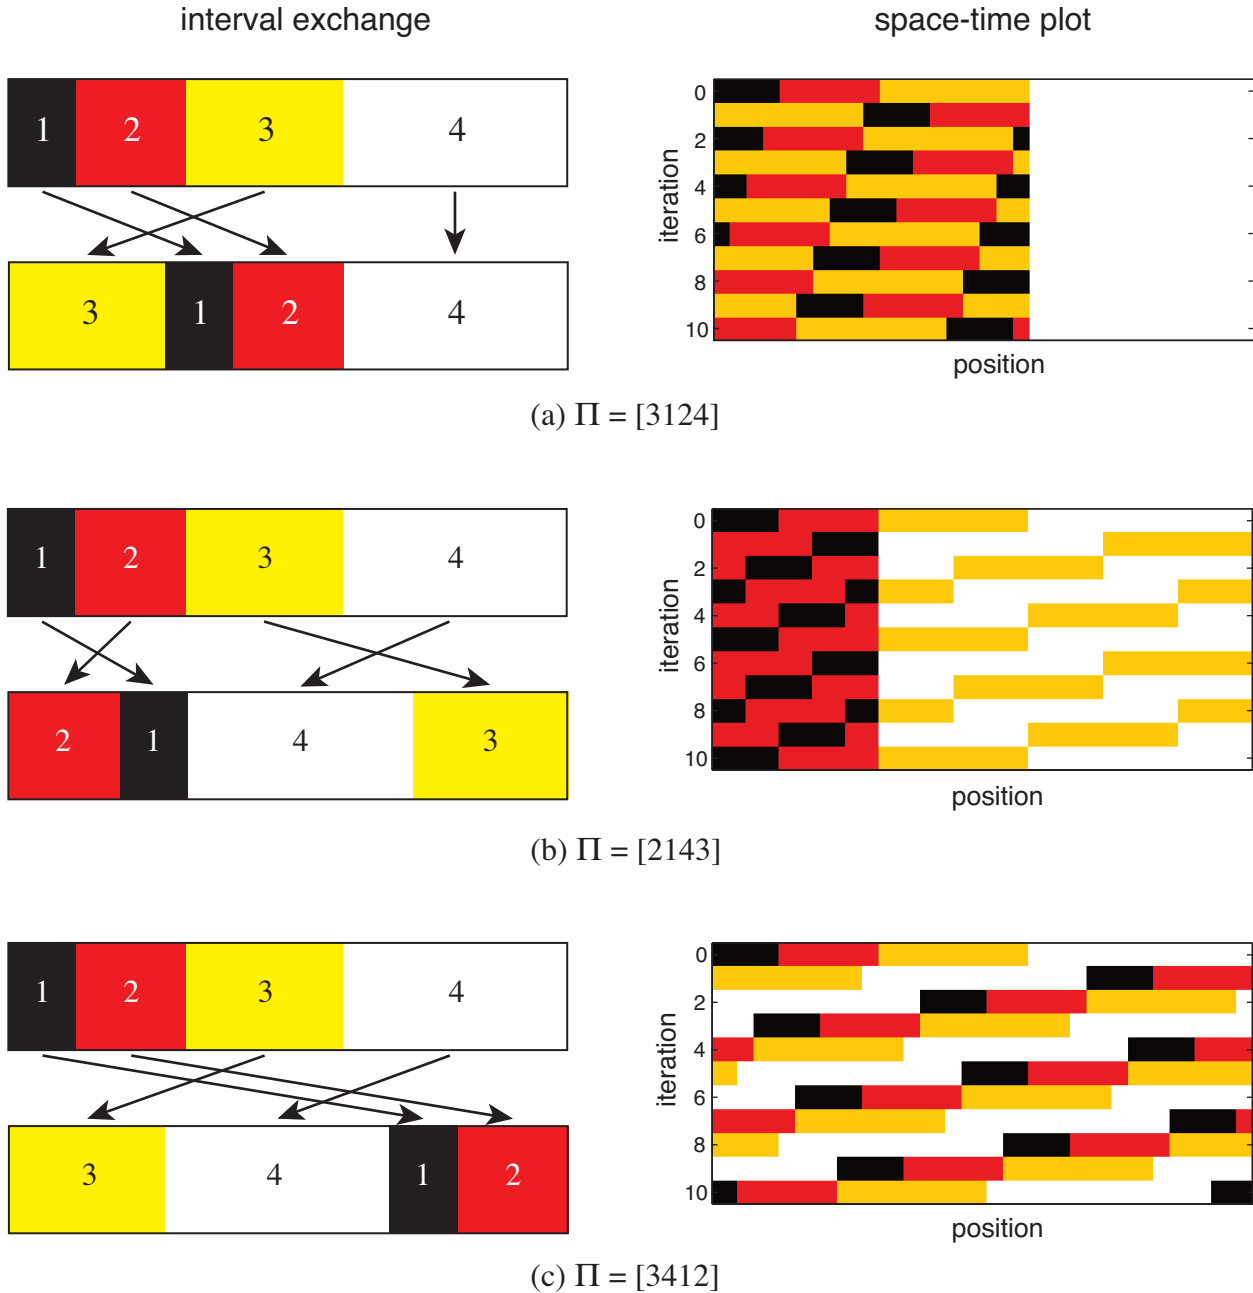 interval exchange
space-time plot
1 2 3 4
3 1 2 4
0
2
4
6
8
10
iteration
position
(a) Π = [3124]
1 2 3 4
2 1 4 3
0
2
4
6
8
10
iteration
position
(b) Π = [2143]
1 2 3 4
3 4 1 2
0
2
4
6
8
10
iteration
position
(c) Π = [3412]